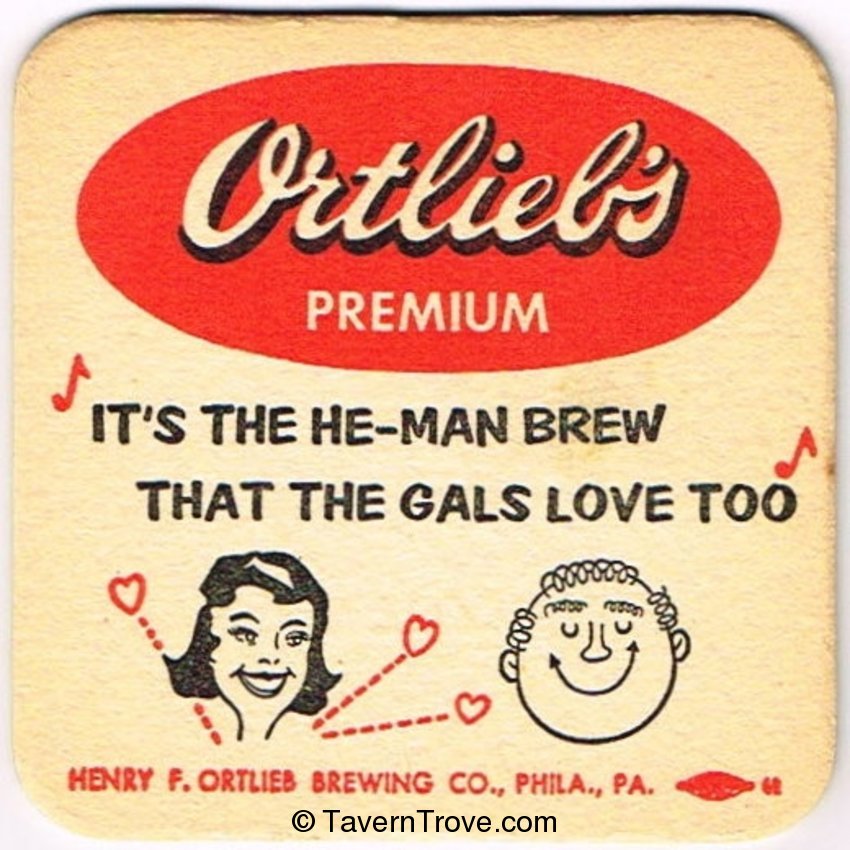 Ortlieb's
PREMIUM
IT'S THE HE-MAN BREW
THAT THE GALS LOVE TOO
HENRY F. ORTLIEB BREWING CO., PHILA., PA.
© TavernTrove.com